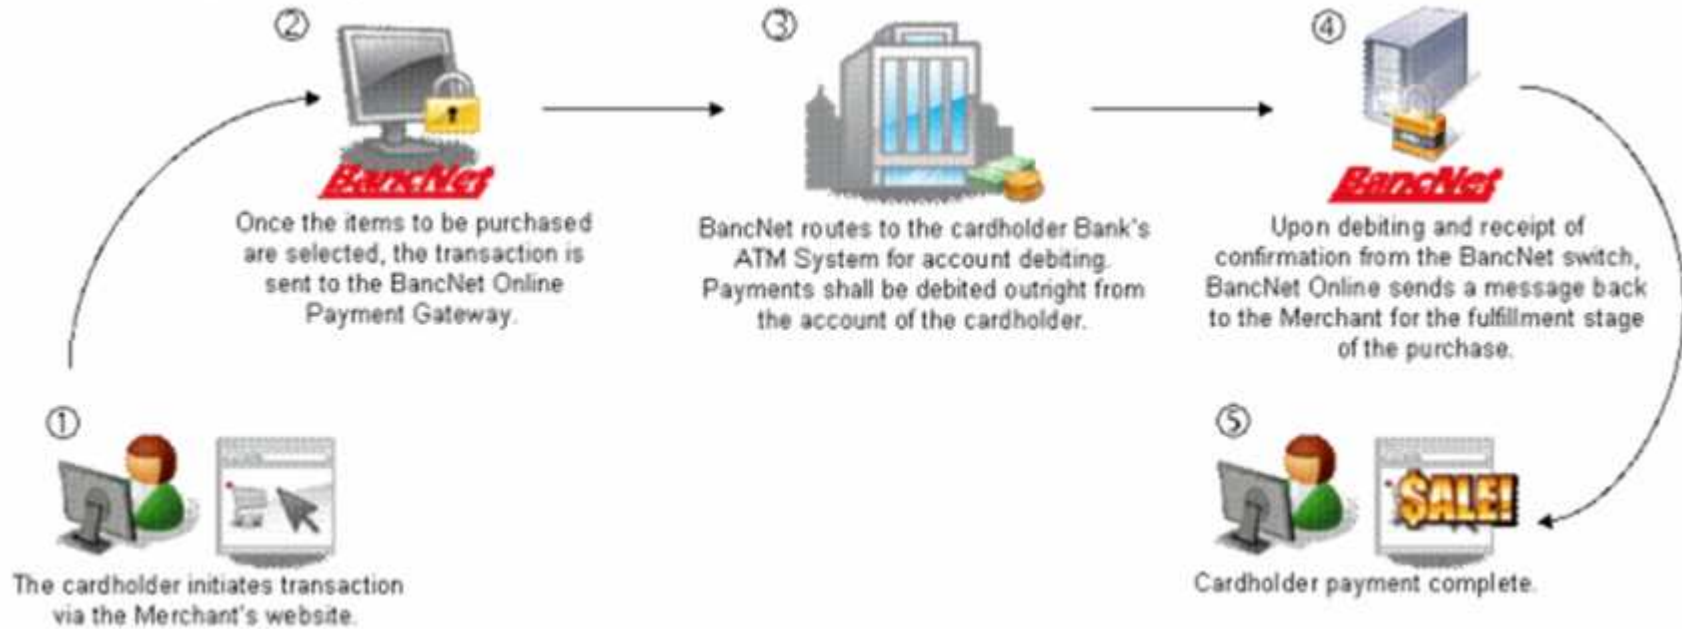 ①
The cardholder initiates transaction
via the Merchant's website.
②
BancNet
Once the items to be purchased
are selected, the transaction is
sent to the BancNet Online
Payment Gateway.
③
BancNet routes to the cardholder Bank's
ATM System for account debiting.
Payments shall be debited outright from
the account of the cardholder.
④
BancNet
Upon debiting and receipt of
confirmation from the BancNet switch,
BancNet Online sends a message back
to the Merchant for the fulfillment stage
of the purchase.
⑤
$ALE!
Cardholder payment complete.